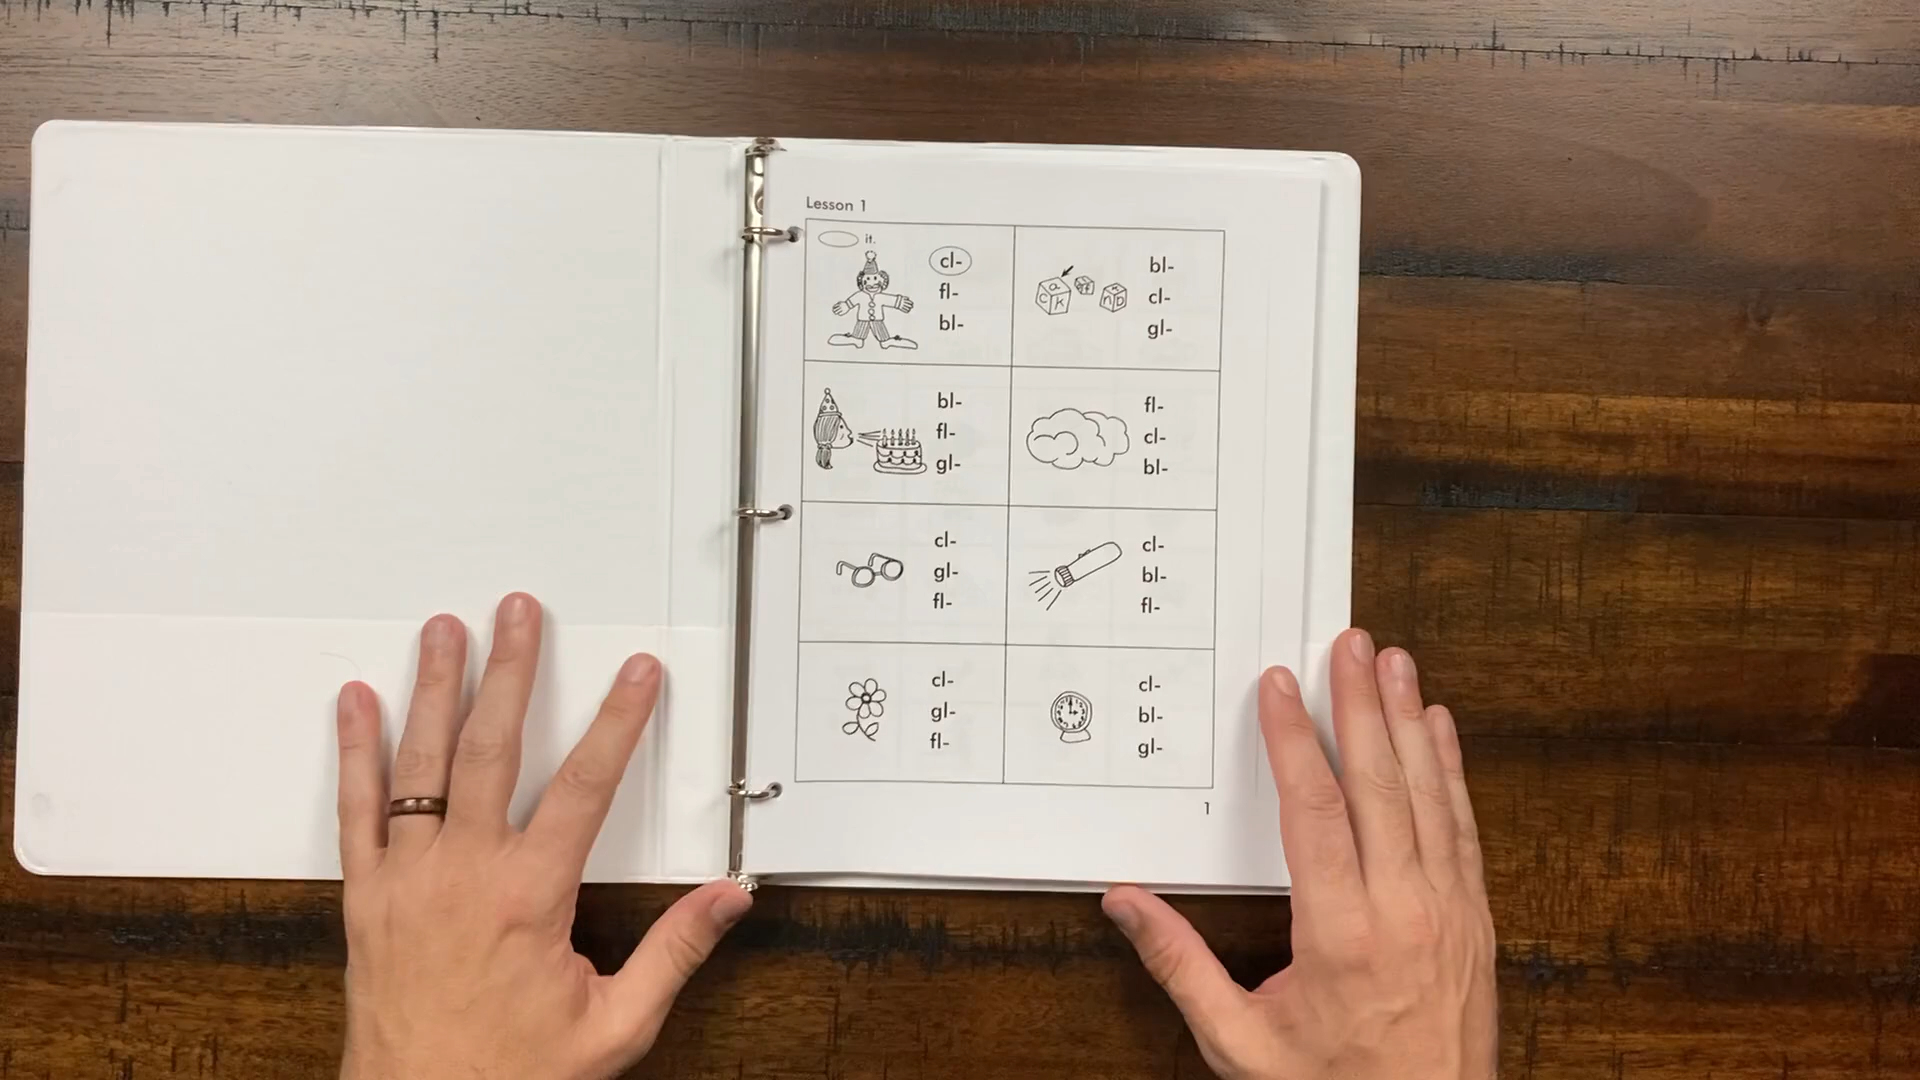 Lesson 1
it.
cl-
fl-
bl-
bl-
cl-
gl-
bl-
fl-
gl-
fl-
cl-
bl-
cl-
gl-
fl-
cl-
bl-
fl-
cl-
gl-
fl-
cl-
bl-
gl-
1